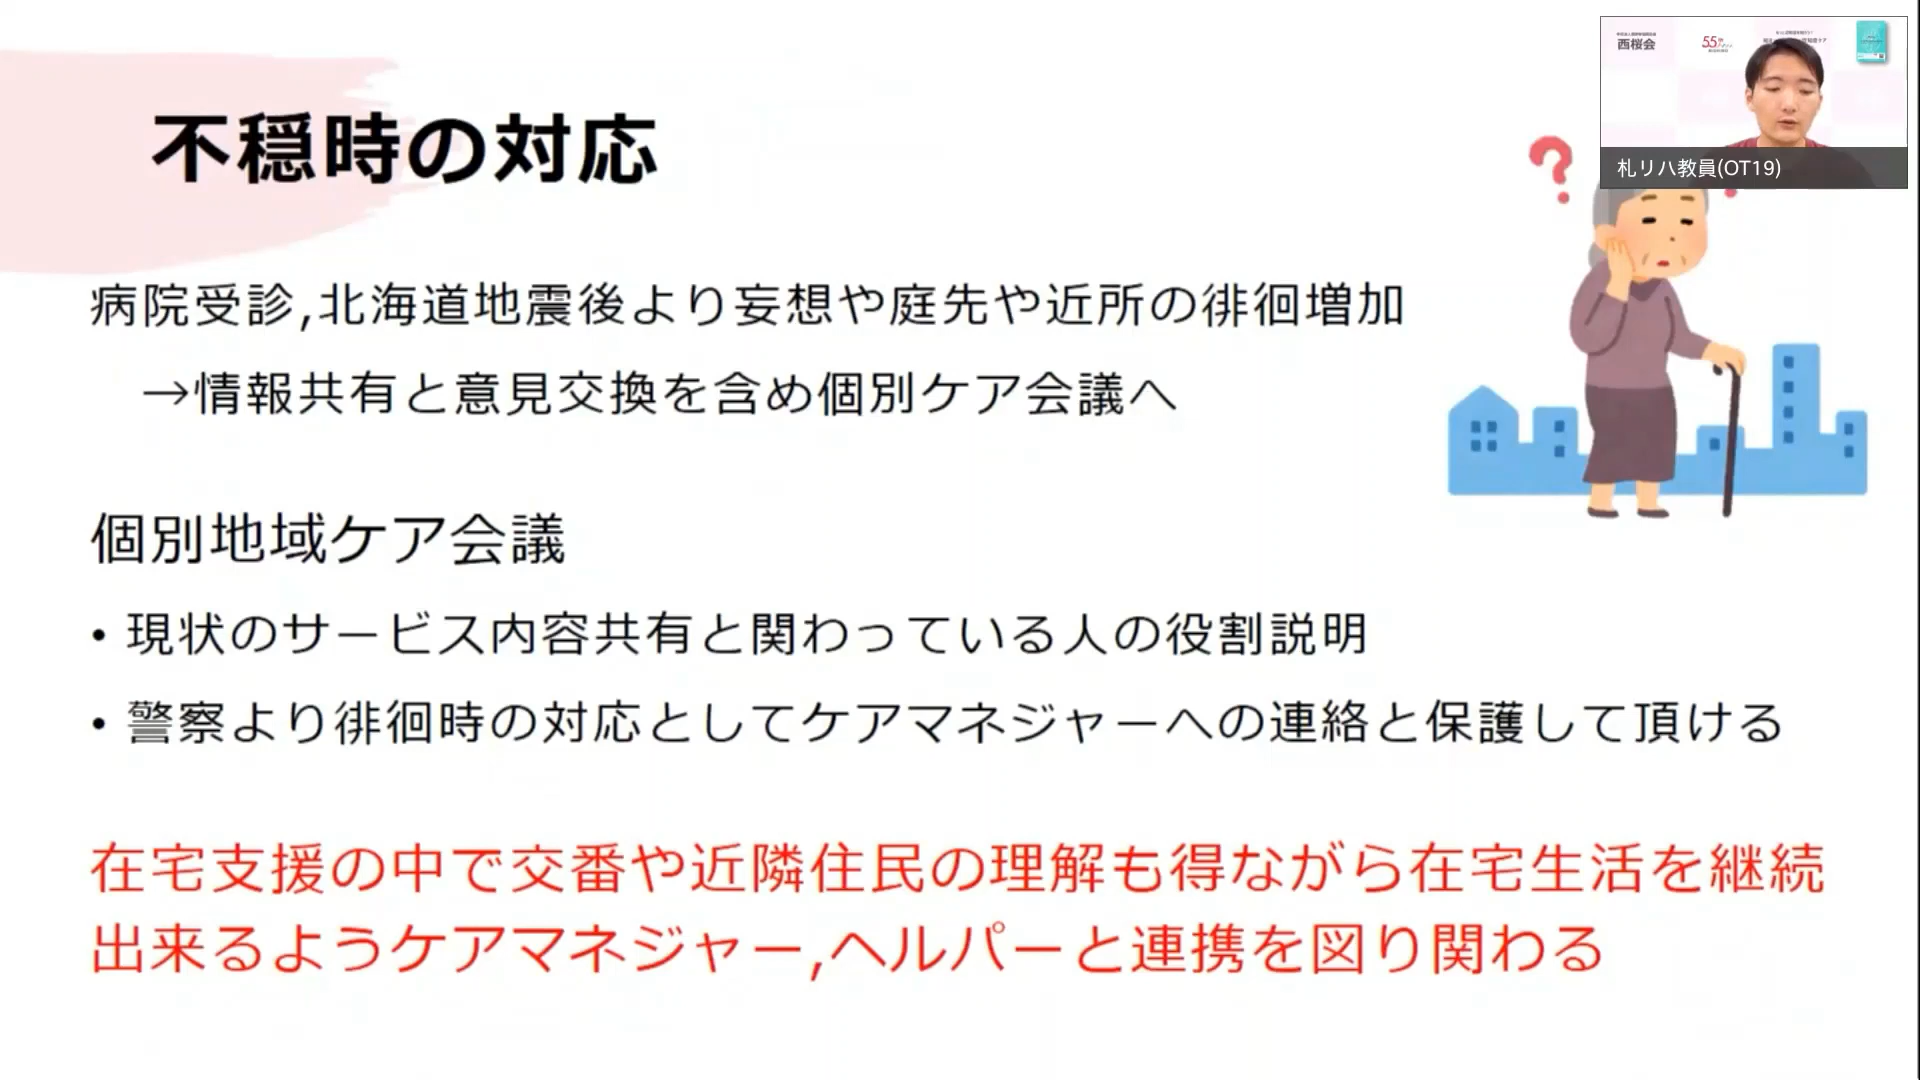 不穏時の対応
病院受診,北海道地震後より妄想や庭先や近所の徘徊増加
→情報共有と意見交換を含め個別ケア会議へ
個別地域ケア会議
• 現状のサービス内容共有と関わっている人の役割説明
• 警察より徘徊時の対応としてケアマネジャーへの連絡と保護して頂ける
在宅支援の中で交番や近隣住民の理解も得ながら在宅生活を継続
出来るようケアマネジャー,ヘルパーと連携を図り関わる
西桜会
55
札リハ教員(OT19)